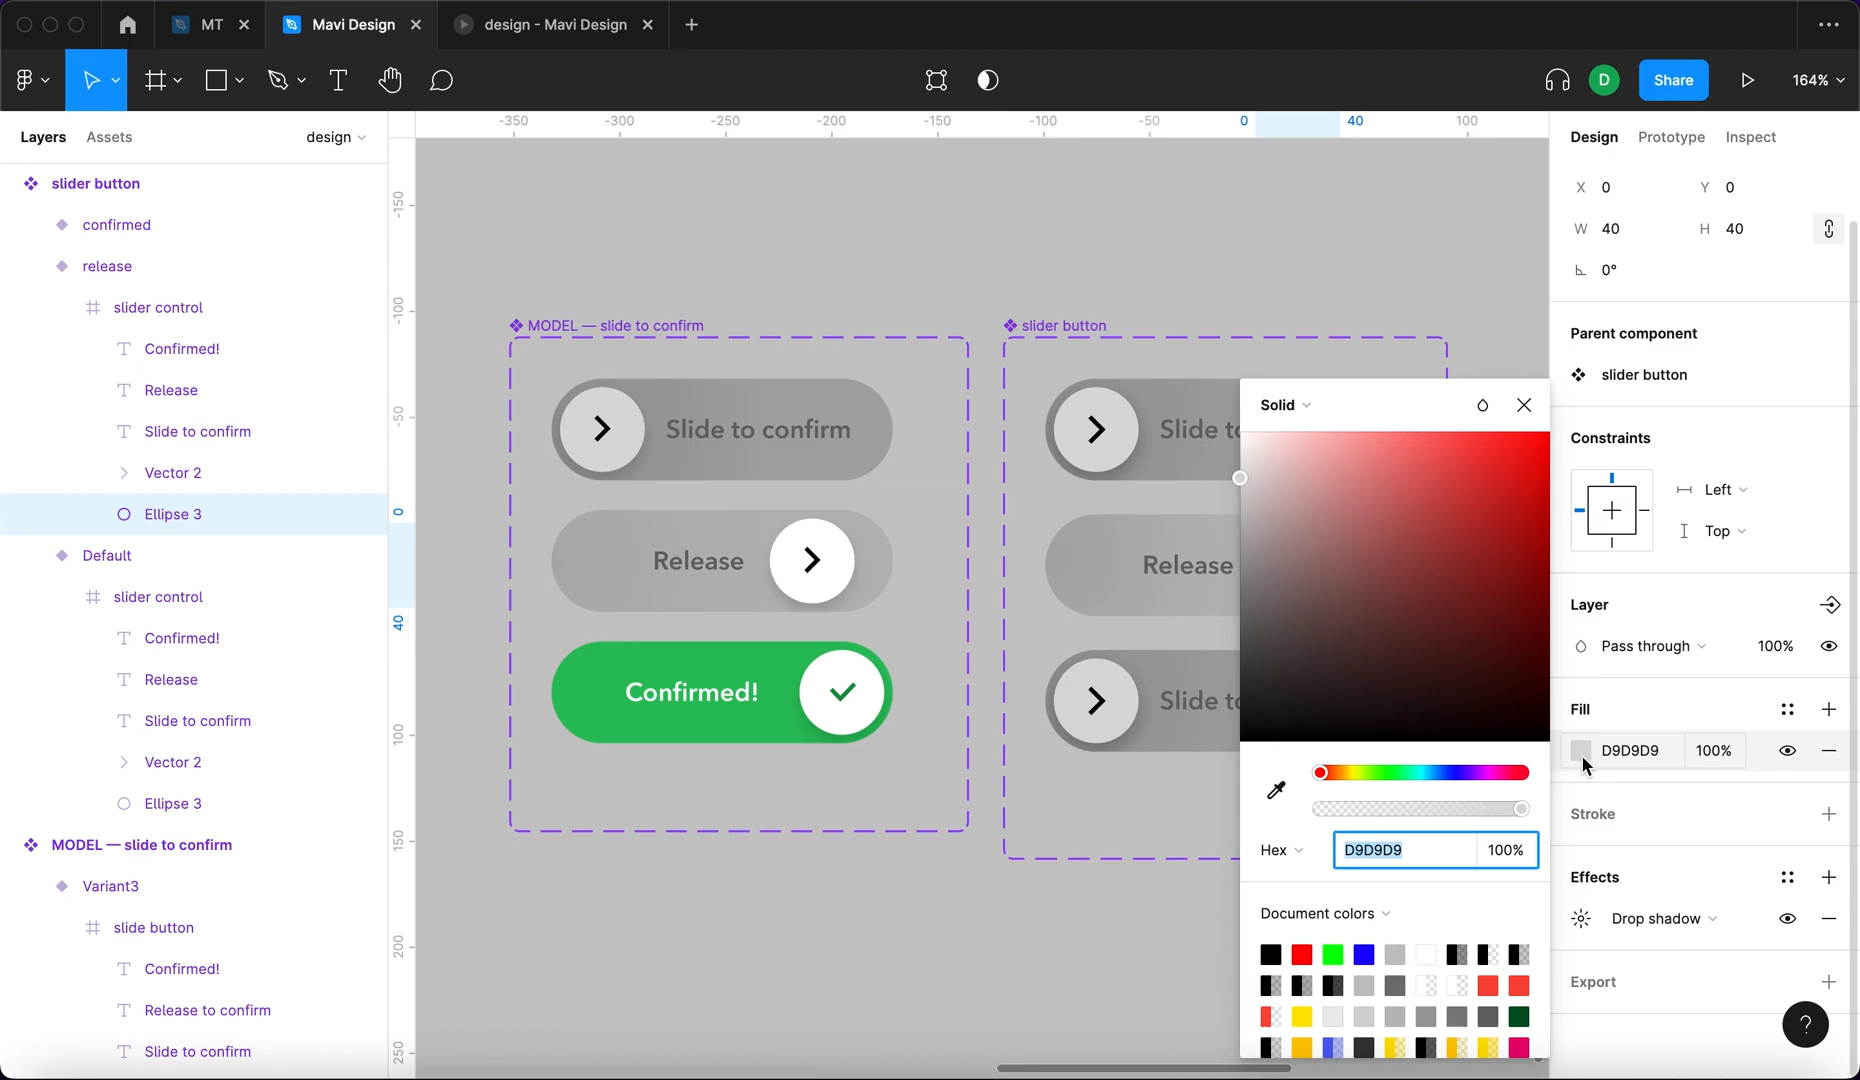 MT
Mavi Design
design - Mavi Design
D
Share
164%
Layers
Assets
design
-350
-300
-250
-200
-150
-100
-50
0
40
100
Design
Prototype
Inspect
slider button
confirmed
release
slider control
Confirmed!
Release
Slide to confirm
Vector 2
Ellipse 3
Default
slider control
Confirmed!
Release
Slide to confirm
Vector 2
Ellipse 3
MODEL — slide to confirm
Variant3
slide button
Confirmed!
Release to confirm
Slide to confirm
-150
-100
-50
0
40
100
150
200
250
MODEL — slide to confirm
Slide to confirm
Release
Confirmed!
slider button
Slide to
Release
Slide to
Solid
Hex
D9D9D9
100%
Document colors
X 0
Y 0
W 40
H 40
0°
Parent component
slider button
Constraints
Left
Top
Layer
Pass through
100%
Fill
D9D9D9
100%
Stroke
Effects
Drop shadow
Export
?